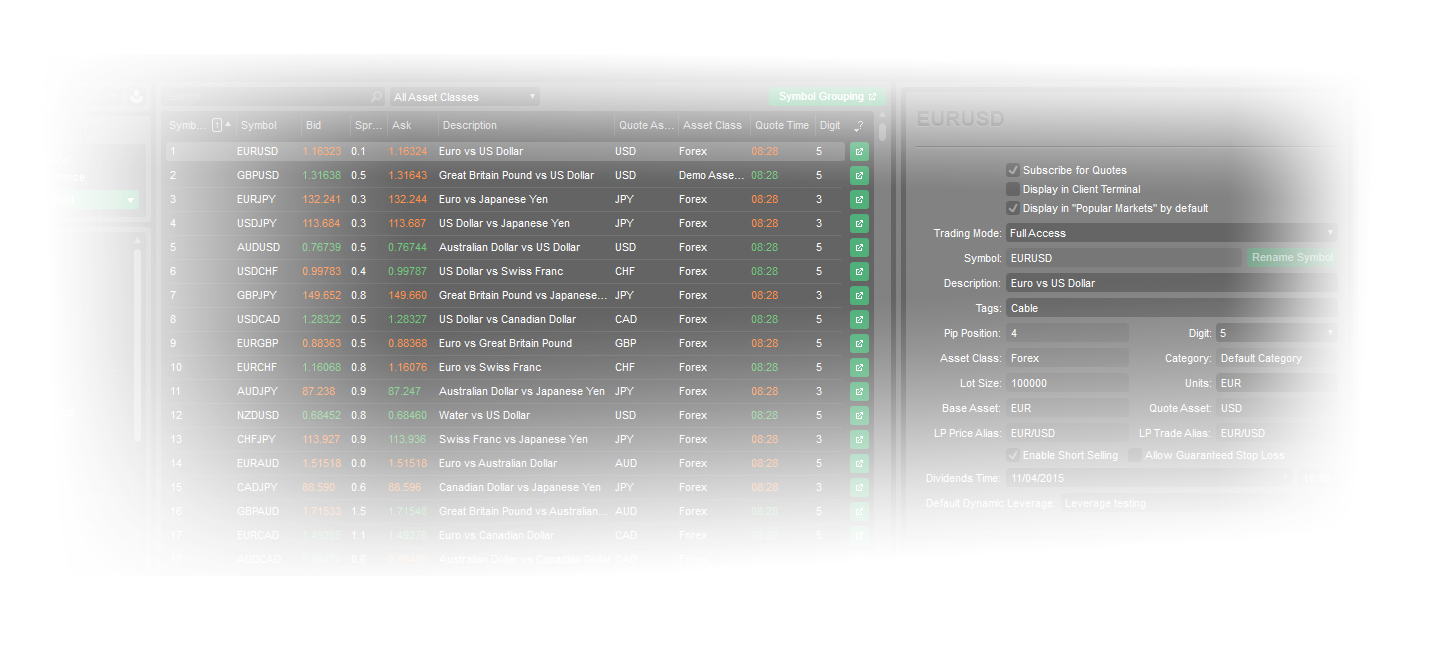 All Asset Classes
Symbol Grouping
Symb... 1 Symbol Bid Spr... Ask Description Quote As... Asset Class Quote Time Digit
1 EURUSD 1.16323 0.1 1.16324 Euro vs US Dollar USD Forex 08:28 5
2 GBPUSD 1.31638 0.5 1.31643 Great Britain Pound vs US Dollar USD Demo Asse... 08:28 5
3 EURJPY 132.241 0.3 132.244 Euro vs Japanese Yen JPY Forex 08:28 3
4 USDJPY 113.684 0.3 113.687 US Dollar vs Japanese Yen JPY Forex 08:28 3
5 AUDUSD 0.76739 0.5 0.76744 Australian Dollar vs US Dollar USD Forex 08:28 5
6 USDCHF 0.99783 0.4 0.99787 US Dollar vs Swiss Franc CHF Forex 08:28 5
7 GBPJPY 149.652 0.8 149.660 Great Britain Pound vs Japanese... JPY Forex 08:28 3
8 USDCAD 1.28322 0.5 1.28327 US Dollar vs Canadian Dollar CAD Forex 08:28 5
9 EURGBP 0.88363 0.5 0.88368 Euro vs Great Britain Pound GBP Forex 08:28 5
10 EURCHF 1.16068 0.8 1.16076 Euro vs Swiss Franc CHF Forex 08:28 5
11 AUDJPY 87.238 0.9 87.247 Australian Dollar vs Japanese Yen JPY Forex 08:28 3
12 NZDUSD 0.68452 0.8 0.68460 Water vs US Dollar USD Forex 08:28 5
13 CHFJPY 113.927 0.9 113.936 Swiss Franc vs Japanese Yen JPY Forex 08:28 3
14 EURAUD 1.51518 0.0 1.51518 Euro vs Australian Dollar AUD Forex 08:28 5
15 CADJPY 88.590 0.6 88.596 Canadian Dollar vs Japanese Yen JPY Forex 08:28 3
16 GBPAUD 1.71533 1.5 1.71548 Great Britain Pound vs Australian... AUD Forex 08:28 5
17 EURCAD 1.1 Euro vs Canadian Dollar CAD Forex 08:28 5
AUDCAD 0.6 Australian Dollar vs Canadian Dollar CAD
EURUSD
Subscribe for Quotes
Display in Client Terminal
Display in "Popular Markets" by default
Trading Mode: Full Access
Symbol: EURUSD Rename Symbol
Description: Euro vs US Dollar
Tags: Cable
Pip Position: 4 Digit: 5
Asset Class: Forex Category: Default Category
Lot Size: 100000 Units: EUR
Base Asset: EUR Quote Asset: USD
LP Price Alias: EUR/USD LP Trade Alias: EUR/USD
Enable Short Selling Allow Guaranteed Stop Loss
Dividends Time: 11/04/2015
Default Dynamic Leverage: Leverage testing